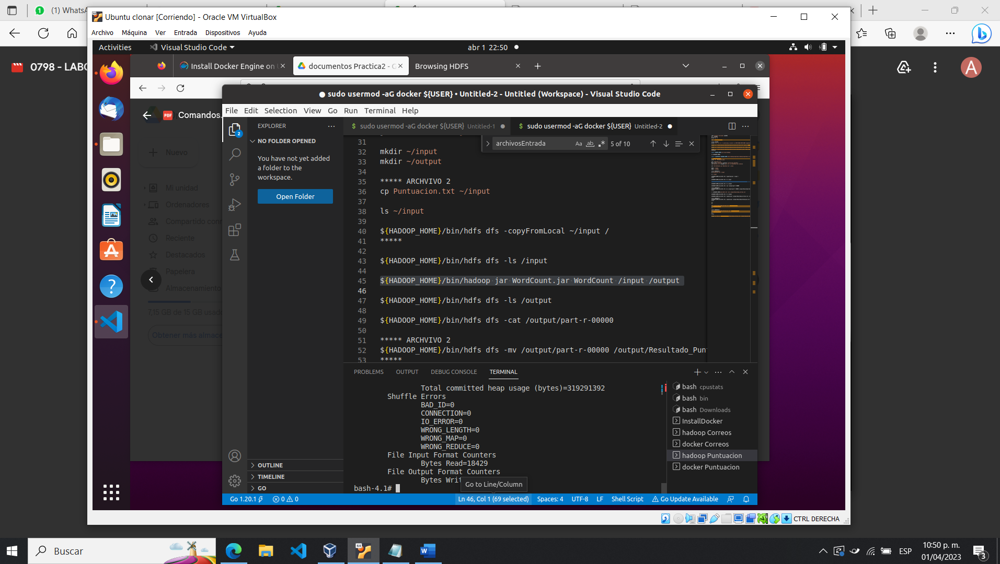 (1) WhatsA
Ubuntu clonar [Corriendo] - Oracle VM VirtualBox
Archivo Máquina Ver Entrada Dispositivos Ayuda
Activities Visual Studio Code abr 1 22:50
0798 - LABO
A
Install Docker Engine on U documentos Practica2 - G Browsing HDFS
sudo usermod -aG docker ${USER} • Untitled-2 - Untitled (Workspace) - Visual Studio Code
PDF Comandos.
File Edit Selection View Go Run Terminal Help
EXPLORER
$ sudo usermod -aG docker ${USER} Untitled-1
$ sudo usermod -aG docker ${USER} Untitled-2
2
NO FOLDER OPENED
You have not yet added
a folder to the
workspace.
Open Folder
archivosEntrada Aa ab 5 of 10
Nuevo
Mi unidad
Ordenadores
Compartido con
Reciente
Destacados
Papelera
Almacenamiento
7,15 GB de 15 GB usado
Obtener más almace
31
32 mkdir ~/input
33 mkdir ~/output
34
35 ***** ARCHVIVO 2
36 cp Puntuacion.txt ~/input
37
38 ls ~/input
39
40 ${HADOOP_HOME}/bin/hdfs dfs -copyFromLocal ~/input /
41 *****
42
43 ${HADOOP_HOME}/bin/hdfs dfs -ls /input
44
45 ${HADOOP_HOME}/bin/hadoop jar WordCount.jar WordCount /input /output
46
47 ${HADOOP_HOME}/bin/hdfs dfs -ls /output
48
49 ${HADOOP_HOME}/bin/hdfs dfs -cat /output/part-r-00000
50
51 ***** ARCHVIVO 2
52 ${HADOOP_HOME}/bin/hdfs dfs -mv /output/part-r-00000 /output/Resultado_Punt
53 *****
PROBLEMS OUTPUT DEBUG CONSOLE TERMINAL
Total committed heap usage (bytes)=319291392
Shuffle Errors
BAD_ID=0
CONNECTION=0
IO_ERROR=0
WRONG_LENGTH=0
WRONG_MAP=0
WRONG_REDUCE=0
File Input Format Counters
Bytes Read=18429
File Output Format Counters
Bytes Writ
bash-4.1#
Go to Line/Column
bash cpustats
bash bin
bash Downloads
InstallDocker
hadoop Correos
docker Correos
hadoop Puntuacion
docker Puntuacion
OUTLINE
TIMELINE
GO
Go 1.20.1 0 0 Ln 46, Col 1 (69 selected) Spaces: 4 UTF-8 LF Shell Script Go Update Available
CTRL DERECHA
Buscar
64
ESP
10:50 p. m.
01/04/2023
3